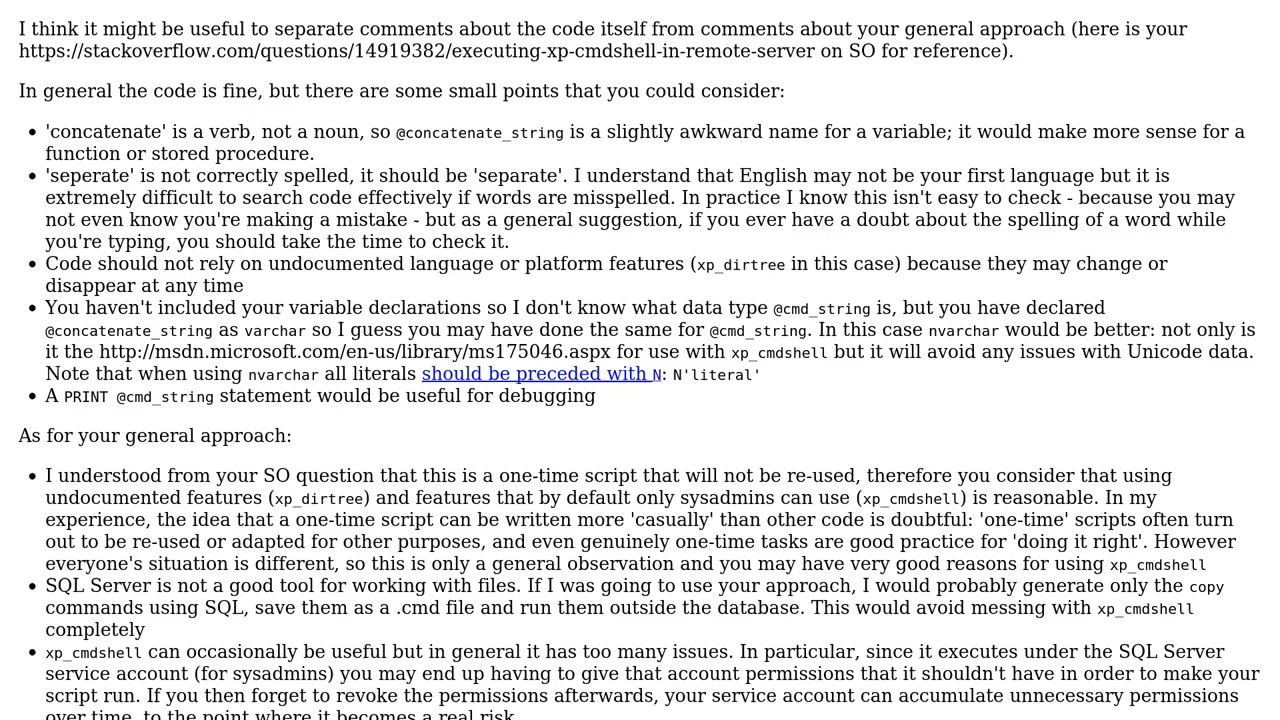 I think it might be useful to separate comments about the code itself from comments about your general approach (here is your
https://stackoverflow.com/questions/14919382/executing-xp-cmdshell-in-remote-server on SO for reference).
In general the code is fine, but there are some small points that you could consider:
• 'concatenate' is a verb, not a noun, so @concatenate_string is a slightly awkward name for a variable; it would make more sense for a
function or stored procedure.
• 'seperate' is not correctly spelled, it should be 'separate'. I understand that English may not be your first language but it is
extremely difficult to search code effectively if words are misspelled. In practice I know this isn't easy to check - because you may
not even know you're making a mistake - but as a general suggestion, if you ever have a doubt about the spelling of a word while
you're typing, you should take the time to check it.
• Code should not rely on undocumented language or platform features (xp_dirtree in this case) because they may change or
disappear at any time
• You haven't included your variable declarations so I don't know what data type @cmd_string is, but you have declared
@concatenate_string as varchar so I guess you may have done the same for @cmd_string. In this case nvarchar would be better: not only is
it the http://msdn.microsoft.com/en-us/library/ms175046.aspx for use with xp_cmdshell but it will avoid any issues with Unicode data.
Note that when using nvarchar all literals should be preceded with N: N'literal'
• A PRINT @cmd_string statement would be useful for debugging
As for your general approach:
• I understood from your SO question that this is a one-time script that will not be re-used, therefore you consider that using
undocumented features (xp_dirtree) and features that by default only sysadmins can use (xp_cmdshell) is reasonable. In my
experience, the idea that a one-time script can be written more 'casually' than other code is doubtful: 'one-time' scripts often turn
out to be re-used or adapted for other purposes, and even genuinely one-time tasks are good practice for 'doing it right'. However
everyone's situation is different, so this is only a general observation and you may have very good reasons for using xp_cmdshell
• SQL Server is not a good tool for working with files. If I was going to use your approach, I would probably generate only the copy
commands using SQL, save them as a .cmd file and run them outside the database. This would avoid messing with xp_cmdshell
completely
• xp_cmdshell can occasionally be useful but in general it has too many issues. In particular, since it executes under the SQL Server
service account (for sysadmins) you may end up having to give that account permissions that it shouldn't have in order to make your
script run. If you then forget to revoke the permissions afterwards, your service account can accumulate unnecessary permissions
over time, to the point where it becomes a real risk